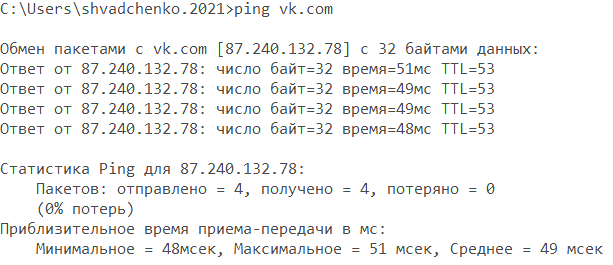 C:\Users\shvadchenko.2021>ping vk.com
Обмен пакетами с vk.com [87.240.132.78] с 32 байтами данных:
Ответ от 87.240.132.78: число байт=32 время=51мс TTL=53
Ответ от 87.240.132.78: число байт=32 время=49мс TTL=53
Ответ от 87.240.132.78: число байт=32 время=49мс TTL=53
Ответ от 87.240.132.78: число байт=32 время=48мс TTL=53
Статистика Ping для 87.240.132.78:
Пакетов: отправлено = 4, получено = 4, потеряно = 0
(0% потерь)
Приблизительное время приема-передачи в мс:
Минимальное = 48мсек, Максимальное = 51 мсек, Среднее = 49 мсек